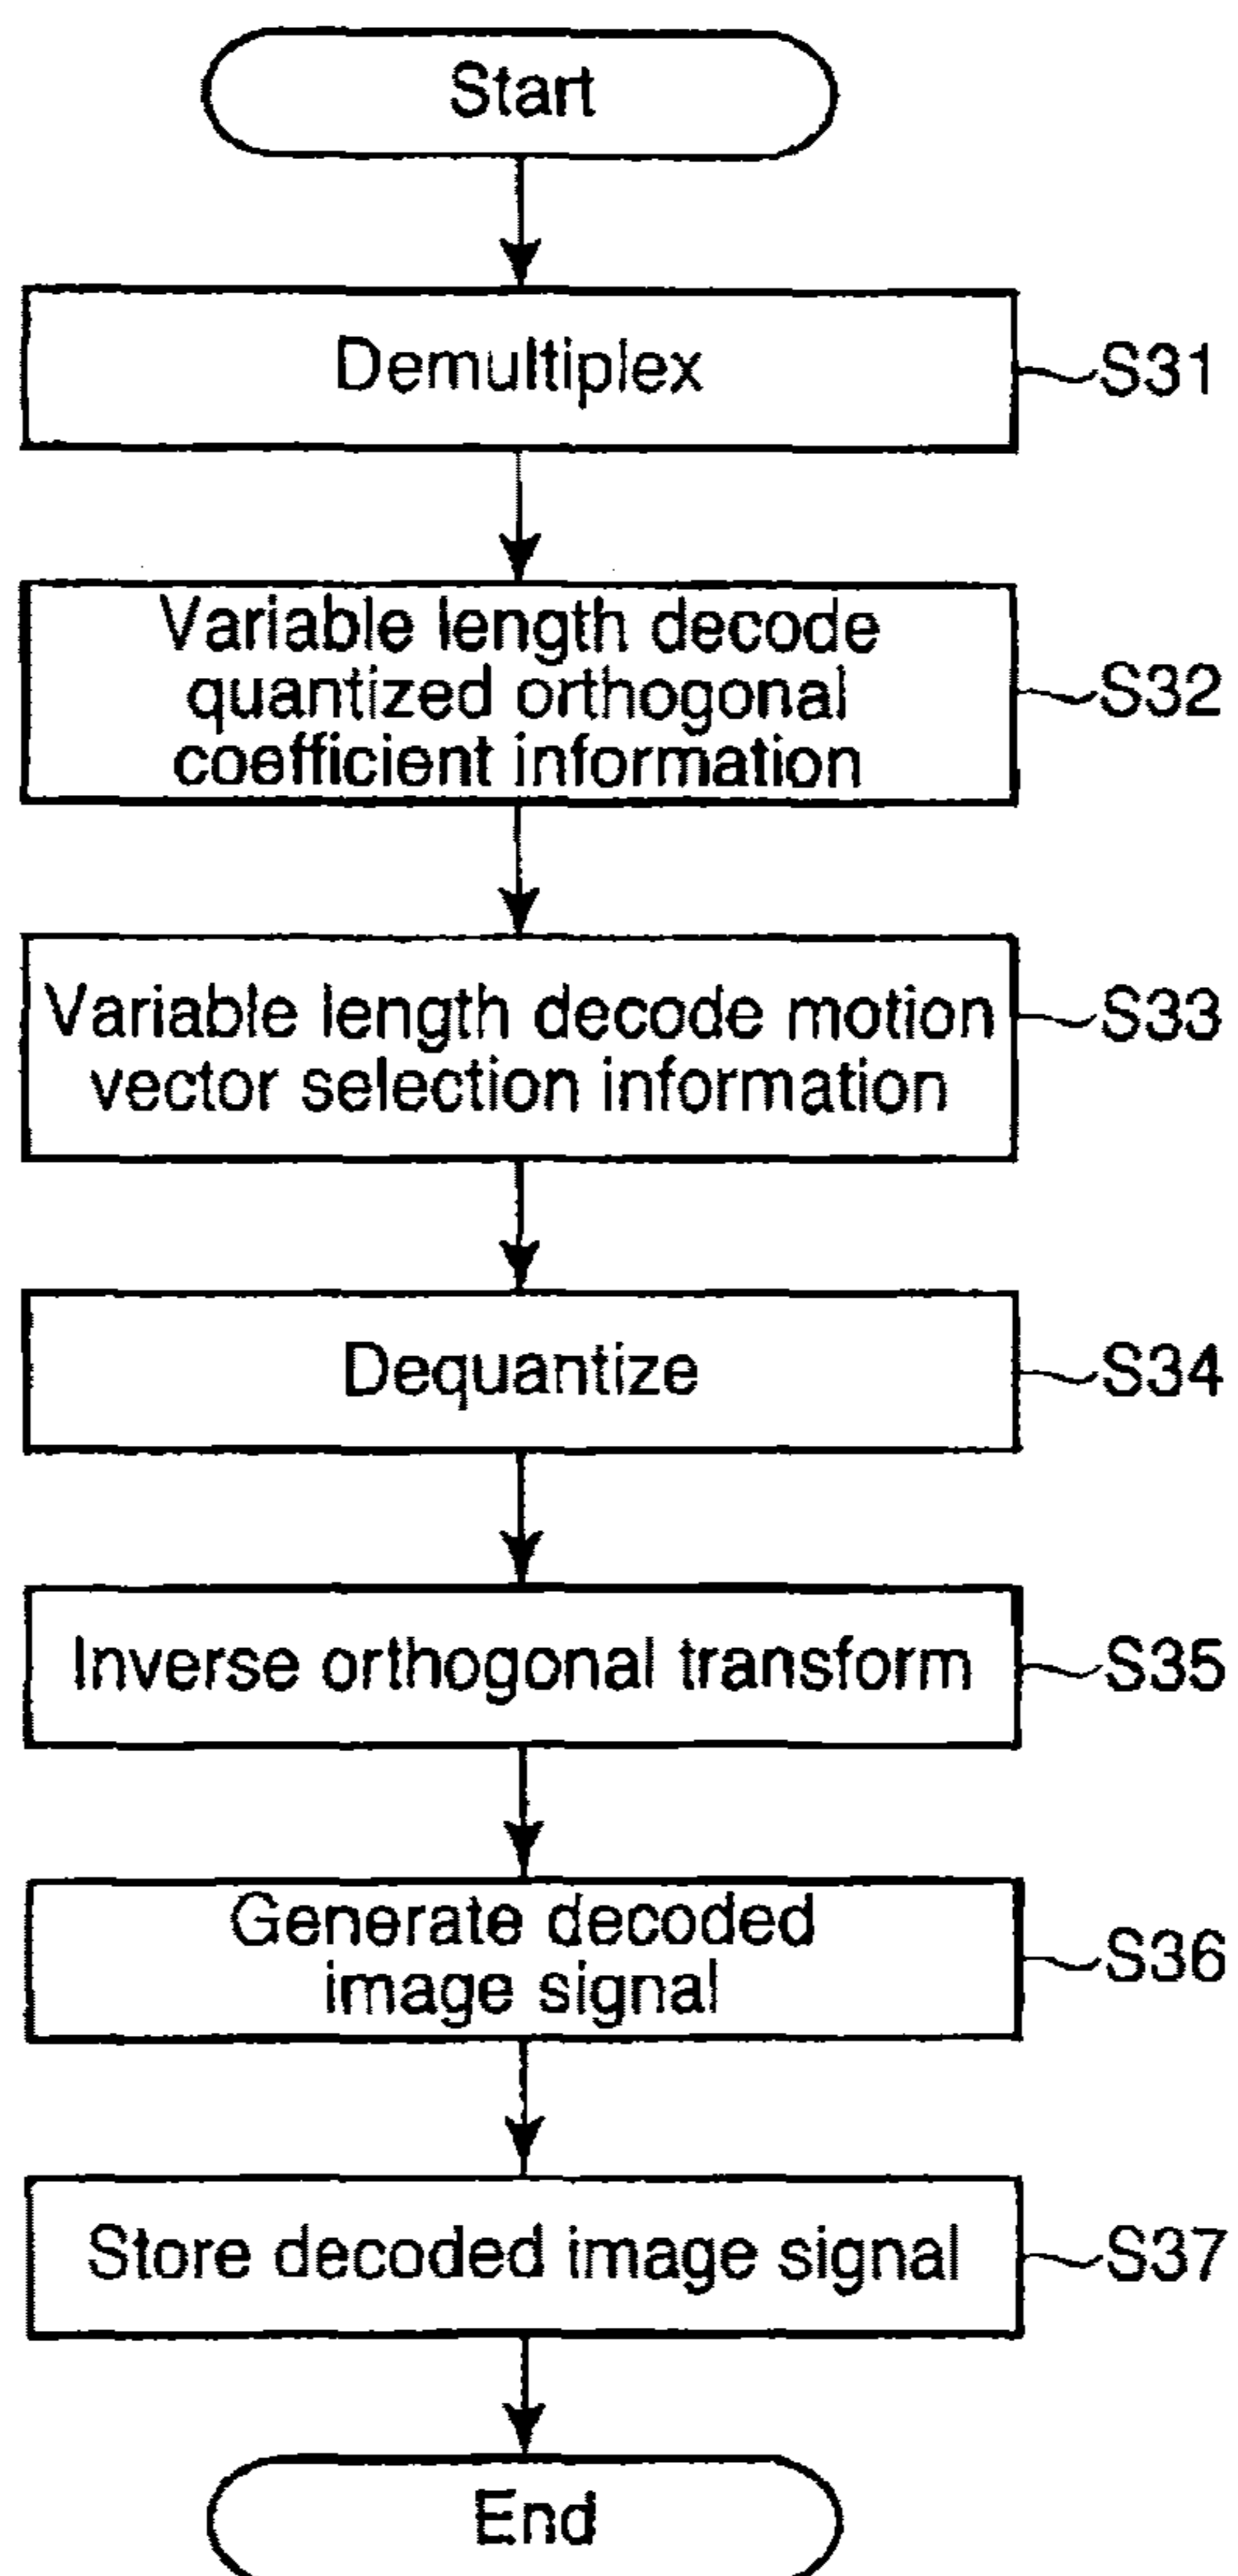 Start
Demultiplex
S31
Variable length decode
quantized orthogonal
coefficient information
S32
Variable length decode motion
vector selection information
S33
Dequantize
S34
Inverse orthogonal transform
S35
Generate decoded
image signal
S36
Store decoded image signal
S37
End